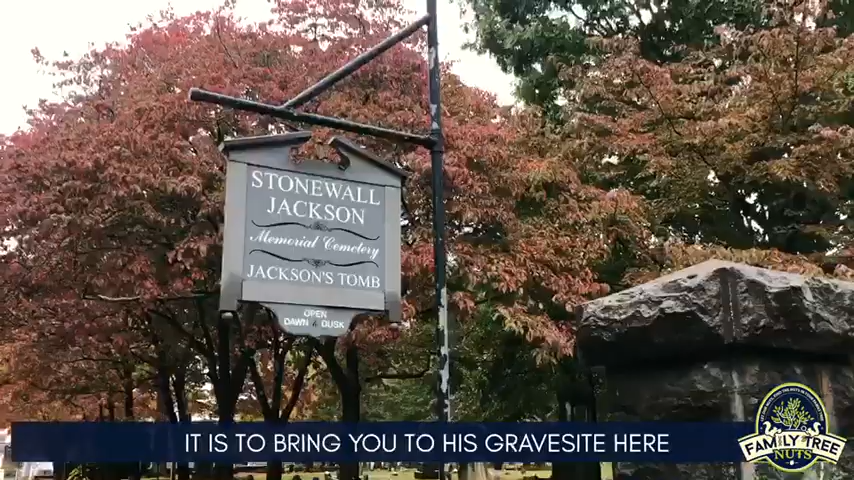 STONEWALL
JACKSON
Memorial Cemetery
JACKSON'S TOMB
OPEN
DAWN DUSK
IT IS TO BRING YOU TO HIS GRAVESITE HERE
FAMILY TREE
NUTS